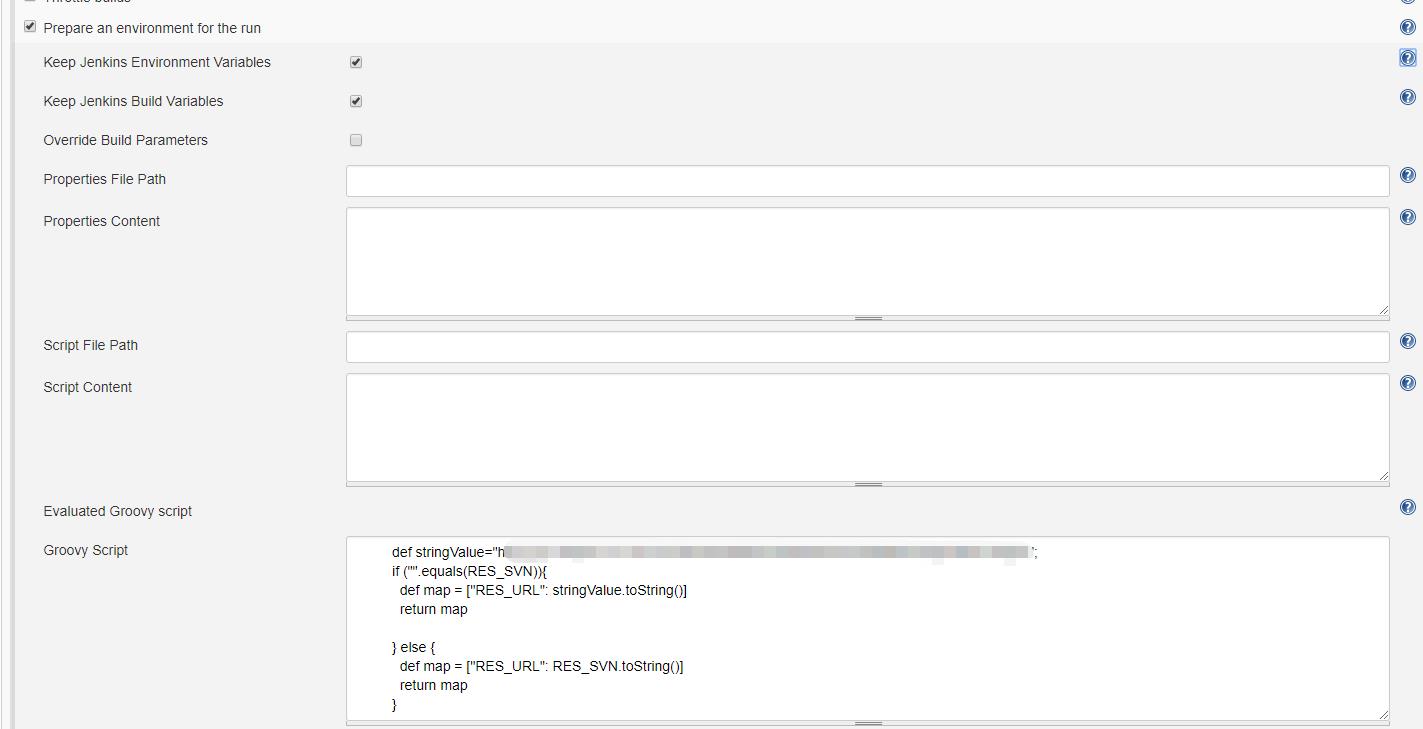 Throttle builds
Prepare an environment for the run
Keep Jenkins Environment Variables
Keep Jenkins Build Variables
Override Build Parameters
Properties File Path
Properties Content
Script File Path
Script Content
Evaluated Groovy script
Groovy Script
def stringValue="h ";
if ("".equals(RES_SVN)){
def map = ["RES_URL": stringValue.toString()]
return map
} else {
def map = ["RES_URL": RES_SVN.toString()]
return map
}